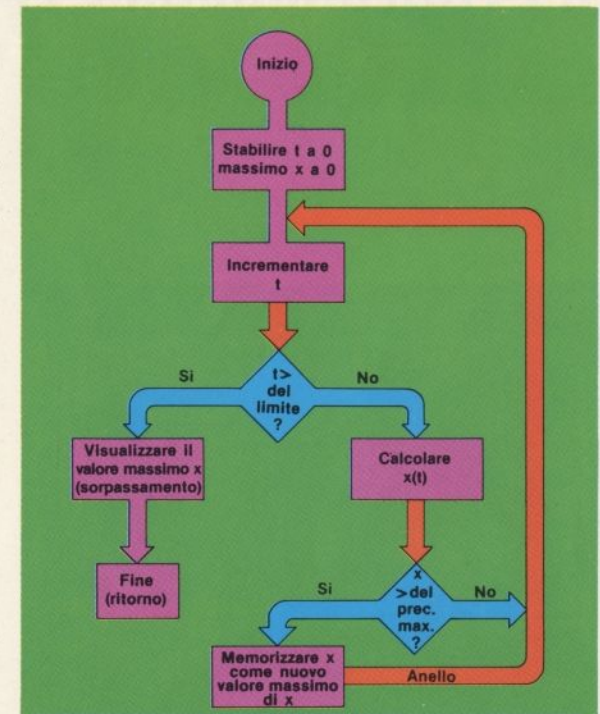 Inizio
Stabilire t a 0
massimo x a 0
Incrementare
t
Si
t>
del
limite
?
No
Visualizzare il
valore massimo x
(sorpassamento)
Calcolare
x(t)
Fine
(ritorno)
Si
x
>del
prec.
max.
?
No
Memorizzare x
come nuovo
valore massimo
di x
Anello